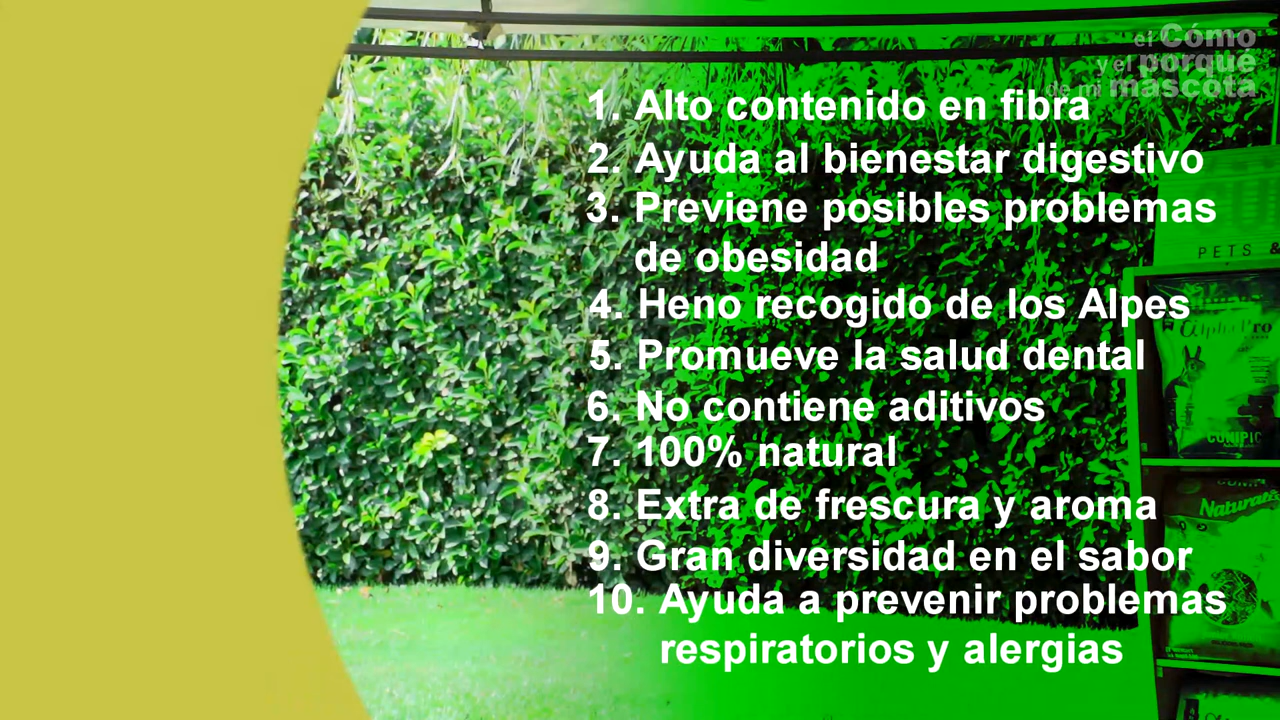 el Cómo
y el porqué
de mi mascota
1. Alto contenido en fibra
2. Ayuda al bienestar digestivo
3. Previene posibles problemas
de obesidad
4. Heno recogido de los Alpes
5. Promueve la salud dental
6. No contiene aditivos
7. 100% natural
8. Extra de frescura y aroma
9. Gran diversidad en el sabor
10. Ayuda a prevenir problemas
respiratorios y alergias
PETS &
CUNIPIC